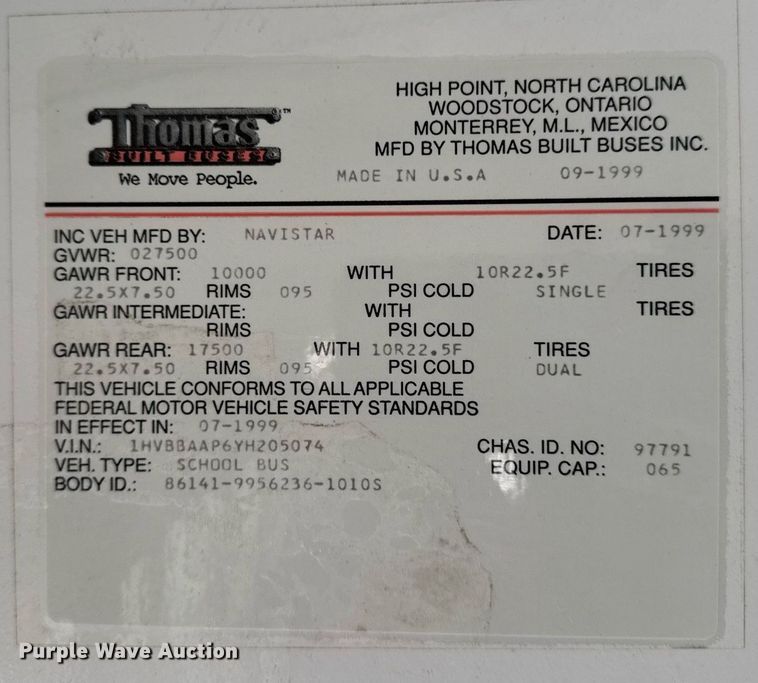 Thomas™
BUILT BUSES
We Move People.
HIGH POINT, NORTH CAROLINA
WOODSTOCK, ONTARIO
MONTERREY, M.L., MEXICO
MFD BY THOMAS BUILT BUSES INC.
MADE IN U.S.A 09-1999
INC VEH MFD BY: NAVISTAR DATE: 07-1999
GVWR: 027500
GAWR FRONT: 10000 WITH 10R22.5F TIRES
22.5X7.50 RIMS 095 PSI COLD SINGLE
GAWR INTERMEDIATE: WITH TIRES
RIMS PSI COLD
GAWR REAR: 17500 WITH 10R22.5F TIRES
22.5X7.50 RIMS 095 PSI COLD DUAL
THIS VEHICLE CONFORMS TO ALL APPLICABLE
FEDERAL MOTOR VEHICLE SAFETY STANDARDS
IN EFFECT IN: 07-1999
V.I.N.: 1HVBBAAP6YH205074 CHAS. ID. NO: 97791
VEH. TYPE: SCHOOL BUS EQUIP. CAP.: 065
BODY ID.: 86141-9956236-1010S
Purple Wave Auction